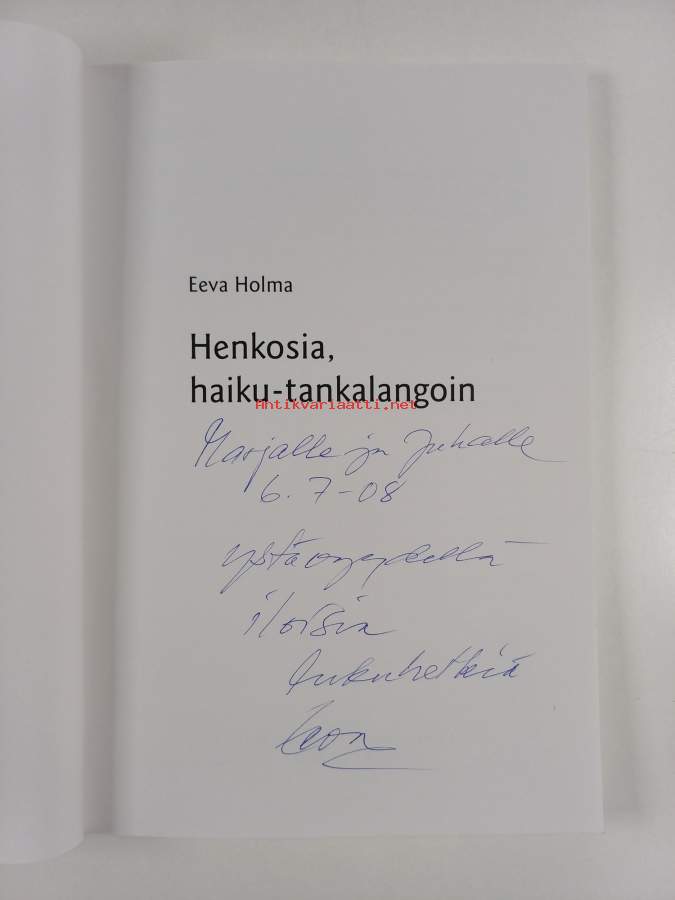 Eeva Holma
Henkosia,
haiku-tankalangoin
Antikvariaatti.net
Marjalle ja Juhalle
6.7-08
ystävyydellä
iloisia
lukuhetkiä